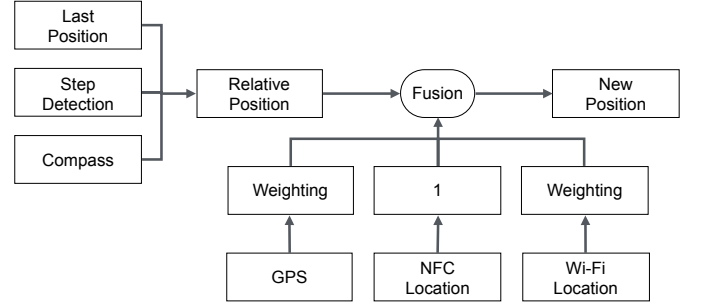 Last
Position
Step
Detection
Compass
Relative
Position
Fusion
New
Position
Weighting
1
Weighting
GPS
NFC
Location
Wi-Fi
Location